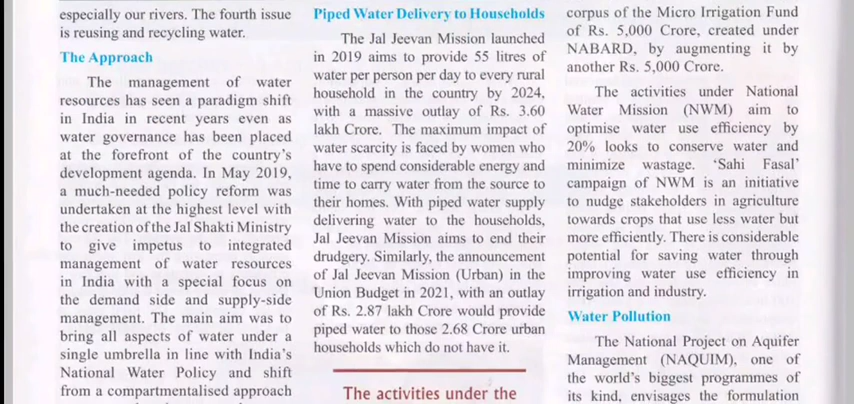 especially our rivers. The fourth issue
is reusing and recycling water.
The Approach
The management of water
resources has seen a paradigm shift
in India in recent years even as
water governance has been placed
at the forefront of the country's
development agenda. In May 2019,
a much-needed policy reform was
undertaken at the highest level with
the creation of the Jal Shakti Ministry
to give impetus to integrated
management of water resources
in India with a special focus on
the demand side and supply-side
management. The main aim was to
bring all aspects of water under a
single umbrella in line with India's
National Water Policy and shift
from a compartmentalised approach
Piped Water Delivery to Households
The Jal Jeevan Mission launched
in 2019 aims to provide 55 litres of
water per person per day to every rural
household in the country by 2024,
with a massive outlay of Rs. 3.60
lakh Crore. The maximum impact of
water scarcity is faced by women who
have to spend considerable energy and
time to carry water from the source to
their homes. With piped water supply
delivering water to the households,
Jal Jeevan Mission aims to end their
drudgery. Similarly, the announcement
of Jal Jeevan Mission (Urban) in the
Union Budget in 2021, with an outlay
of Rs. 2.87 lakh Crore would provide
piped water to those 2.68 Crore urban
households which do not have it.
The activities under the
corpus of the Micro Irrigation Fund
of Rs. 5,000 Crore, created under
NABARD, by augmenting it by
another Rs. 5,000 Crore.
The activities under National
Water Mission (NWM) aim to
optimise water use efficiency by
20% looks to conserve water and
minimize wastage. 'Sahi Fasal'
campaign of NWM is an initiative
to nudge stakeholders in agriculture
towards crops that use less water but
more efficiently. There is considerable
potential for saving water through
improving water use efficiency in
irrigation and industry.
Water Pollution
The National Project on Aquifer
Management (NAQUIM), one of
the world's biggest programmes of
its kind, envisages the formulation